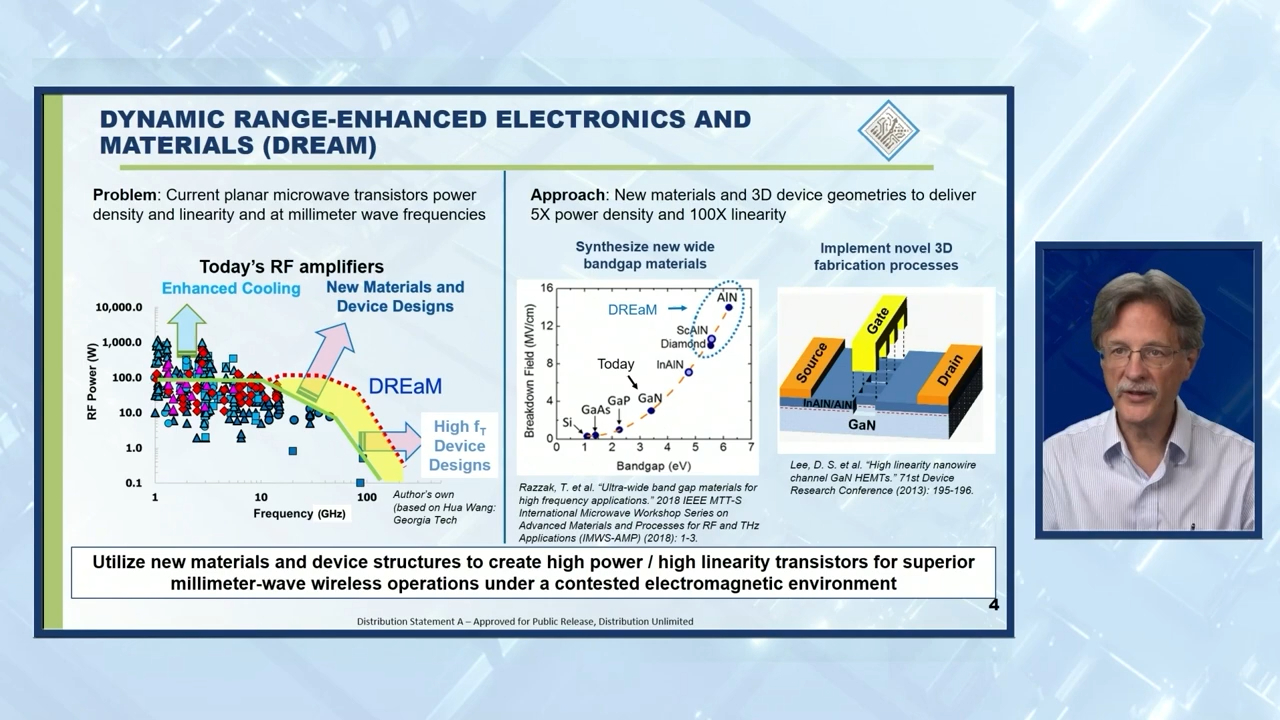 DYNAMIC RANGE-ENHANCED ELECTRONICS AND
MATERIALS (DREAM)
Problem: Current planar microwave transistors power
density and linearity and at millimeter wave frequencies
Today's RF amplifiers
Enhanced Cooling
New Materials and
Device Designs
10,000.0
1,000.0
100.0
10.0
1.0
0.1
RF Power (W)
DREaM
High fT
Device
Designs
1
10
100
Frequency (GHz)
Author's own
(based on Hua Wang:
Georgia Tech
Approach: New materials and 3D device geometries to deliver
5X power density and 100X linearity
Synthesize new wide
bandgap materials
16
12
8
4
0
Breakdown Field (MV/cm)
DREaM
AlN
ScAlN
Diamond
InAlN
Today
GaN
GaP
GaAs
Si
0
1
2
3
4
5
6
7
Bandgap (eV)
Razzak, T. et al. "Ultra-wide band gap materials for
high frequency applications." 2018 IEEE MTT-S
International Microwave Workshop Series on
Advanced Materials and Processes for RF and THz
Applications (IMWS-AMP) (2018): 1-3.
Implement novel 3D
fabrication processes
Source
Gate
Drain
InAlN/AlN
GaN
Lee, D. S. et al. "High linearity nanowire
channel GaN HEMTs." 71st Device
Research Conference (2013): 195-196.
Utilize new materials and device structures to create high power / high linearity transistors for superior
millimeter-wave wireless operations under a contested electromagnetic environment
4
Distribution Statement A – Approved for Public Release, Distribution Unlimited